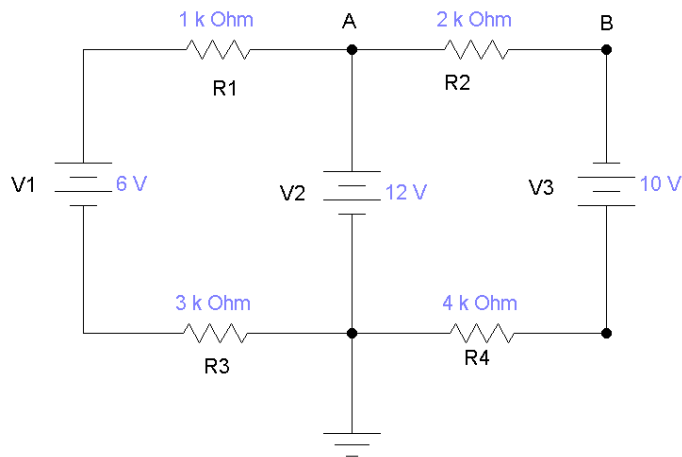 1 k Ohm
A
2 k Ohm
B
R1
R2
V1
6 V
V2
12 V
V3
10 V
3 k Ohm
4 k Ohm
R3
R4